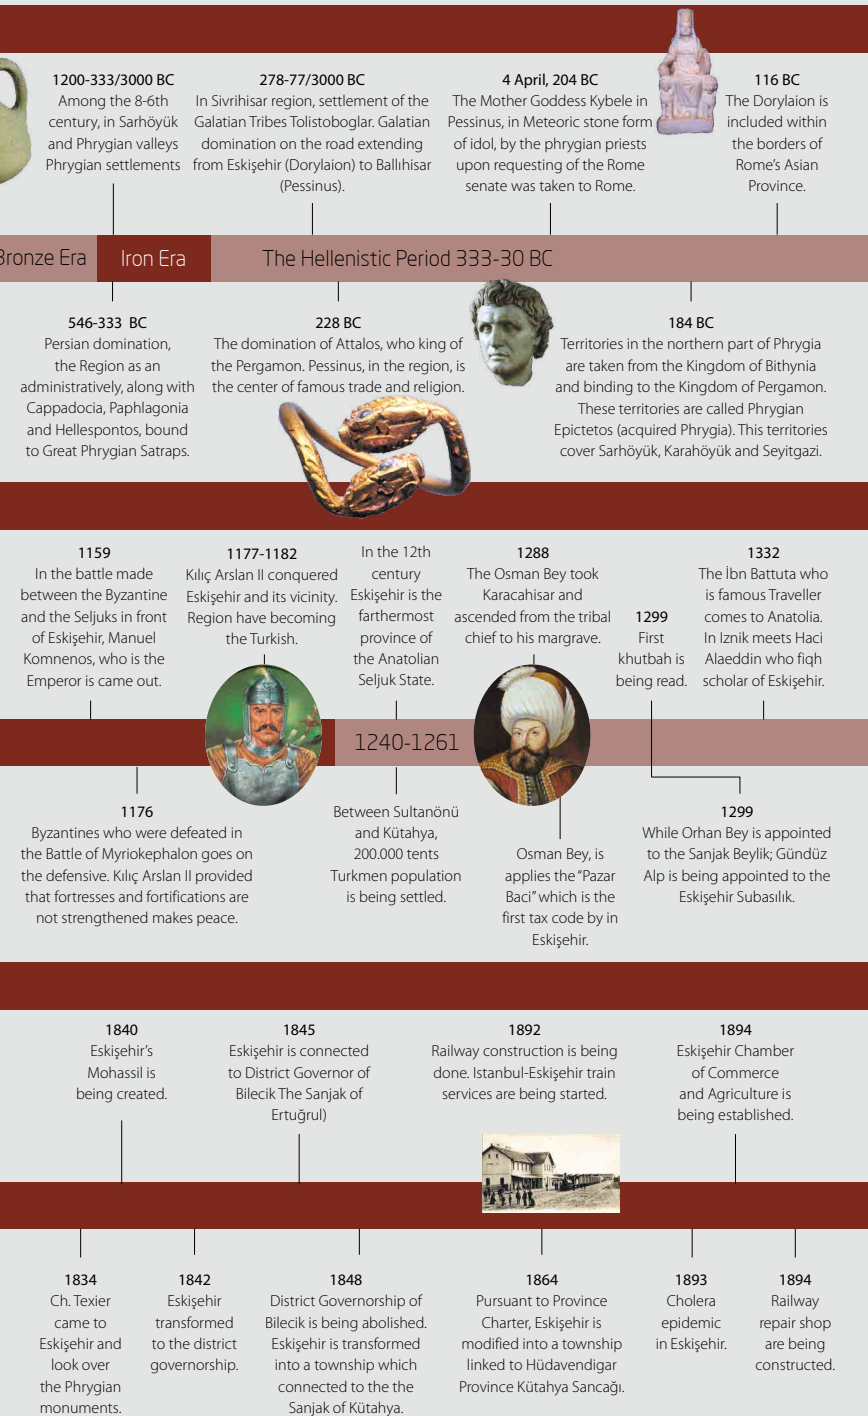 1200-333/3000 BC
Among the 8-6th
century, in Sarhöyük
and Phrygian valleys
Phrygian settlements
278-77/3000 BC
In Sivrihisar region, settlement of the
Galatian Tribes Tolistoboglar. Galatian
domination on the road extending
from Eskişehir (Dorylaion) to Ballıhisar
(Pessinus).
4 April, 204 BC
The Mother Goddess Kybele in
Pessinus, in Meteoric stone form
of idol, by the phrygian priests
upon requesting of the Rome
senate was taken to Rome.
116 BC
The Dorylaion is
included within
the borders of
Rome's Asian
Province.
Bronze Era
Iron Era
The Hellenistic Period 333-30 BC
546-333 BC
Persian domination,
the Region as an
administratively, along with
Cappadocia, Paphlagonia
and Hellespontos, bound
to Great Phrygian Satraps.
228 BC
The domination of Attalos, who king of
the Pergamon. Pessinus, in the region, is
the center of famous trade and religion.
184 BC
Territories in the northern part of Phrygia
are taken from the Kingdom of Bithynia
and binding to the Kingdom of Pergamon.
These territories are called Phrygian
Epictetos (acquired Phrygia). This territories
cover Sarhöyük, Karahöyük and Seyitgazi.
1159
In the battle made
between the Byzantine
and the Seljuks in front
of Eskişehir, Manuel
Komnenos, who is the
Emperor is came out.
1177-1182
Kılıç Arslan II conquered
Eskişehir and its vicinity.
Region have becoming
the Turkish.
In the 12th
century
Eskişehir is the
farthermost
province of
the Anatolian
Seljuk State.
1288
The Osman Bey took
Karacahisar and
ascended from the tribal
chief to his margrave.
1299
First
khutbah is
being read.
1332
The İbn Battuta who
is famous Traveller
comes to Anatolia.
In Iznik meets Haci
Alaeddin who fiqh
scholar of Eskişehir.
1240-1261
1176
Byzantines who were defeated in
the Battle of Myriokephalon goes on
the defensive. Kılıç Arslan II provided
that fortresses and fortifications are
not strengthened makes peace.
Between Sultanönü
and Kütahya,
200.000 tents
Turkmen population
is being settled.
Osman Bey, is
applies the “Pazar
Baci” which is the
first tax code by in
Eskişehir.
1299
While Orhan Bey is appointed
to the Sanjak Beylik; Gündüz
Alp is being appointed to the
Eskişehir Subasılık.
1840
Eskişehir's
Mohassil is
being created.
1845
Eskişehir is connected
to District Governor of
Bilecik The Sanjak of
Ertuğrul)
1892
Railway construction is being
done. Istanbul-Eskişehir train
services are being started.
1894
Eskişehir Chamber
of Commerce
and Agriculture is
being established.
1834
Ch. Texier
came to
Eskişehir and
look over
the Phrygian
monuments.
1842
Eskişehir
transformed
to the district
governorship.
1848
District Governorship of
Bilecik is being abolished.
Eskişehir is transformed
into a township which
connected to the the
Sanjak of Kütahya.
1864
Pursuant to Province
Charter, Eskişehir is
modified into a township
linked to Hüdavendigar
Province Kütahya Sancağı.
1893
Cholera
epidemic
in Eskişehir.
1894
Railway
repair shop
are being
constructed.